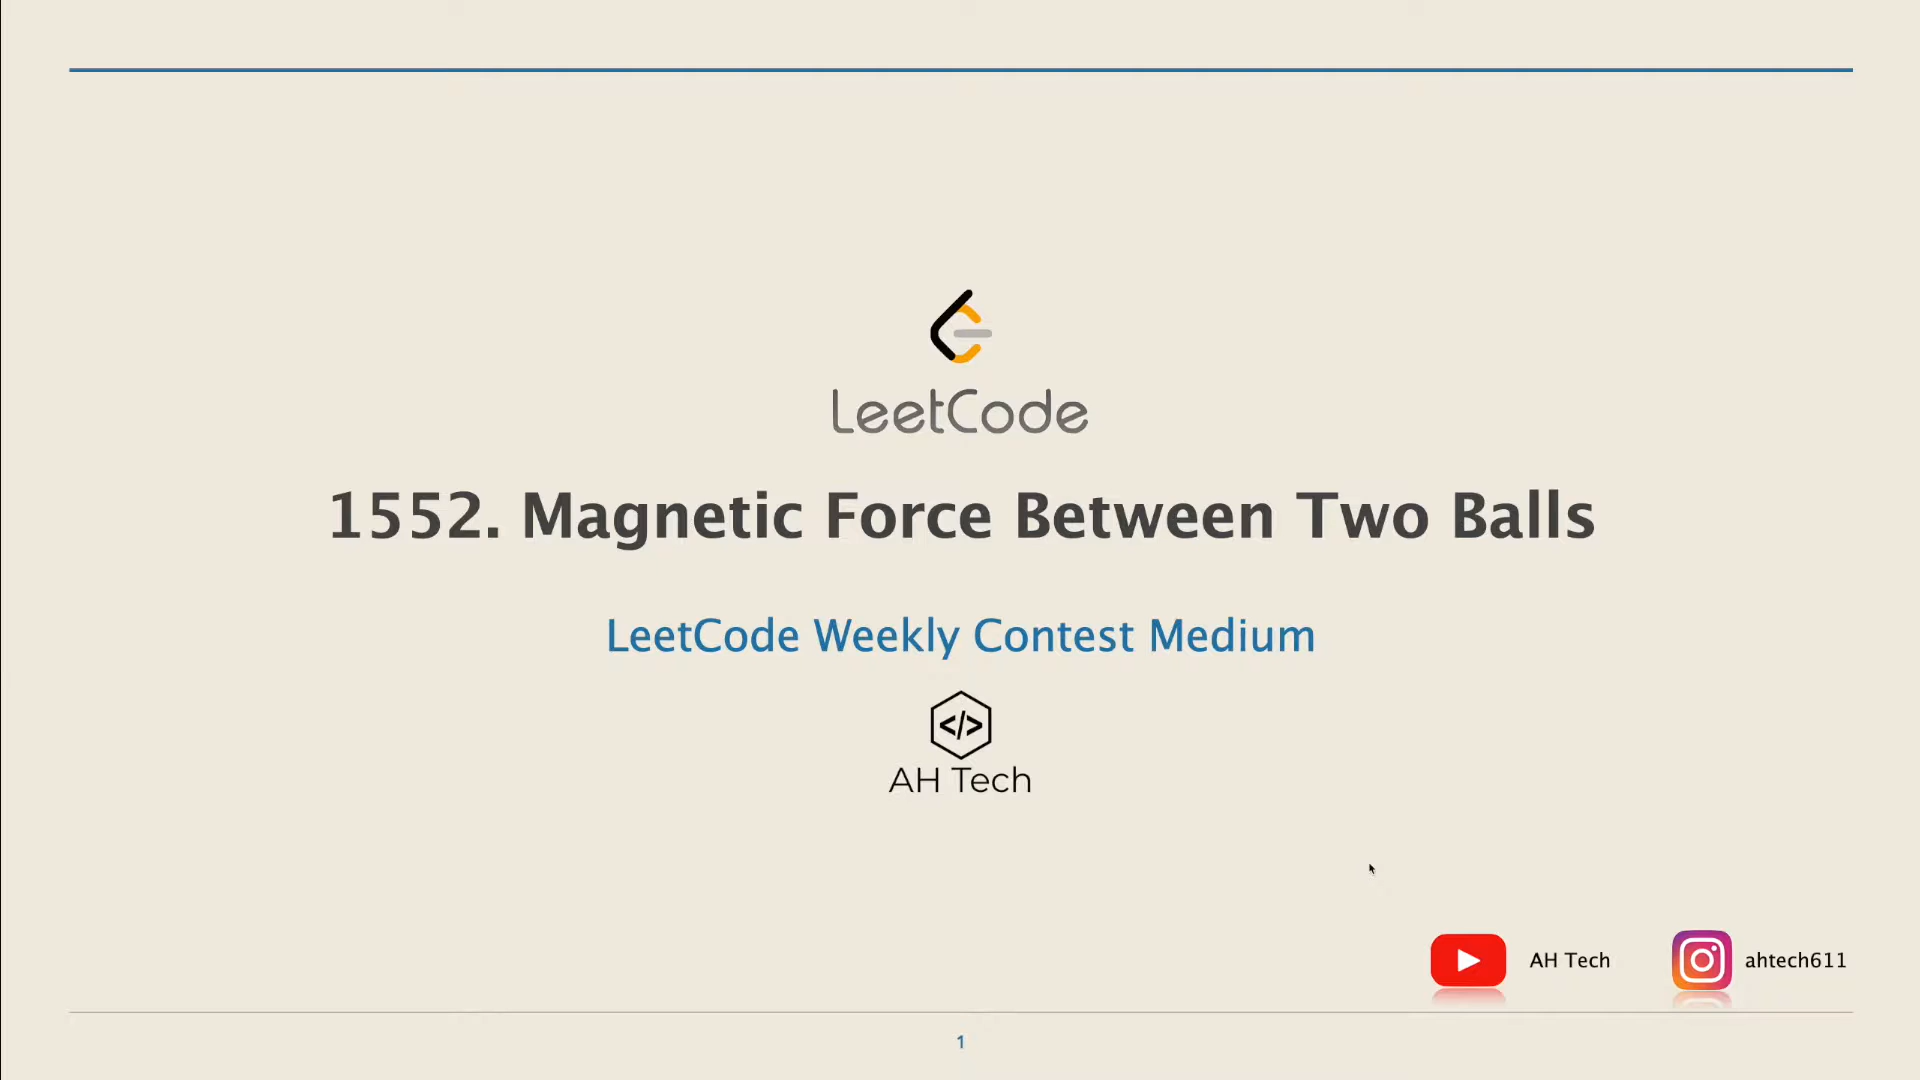 LeetCode
1552. Magnetic Force Between Two Balls
LeetCode Weekly Contest Medium
</>
AH Tech
AH Tech
ahtech611
1